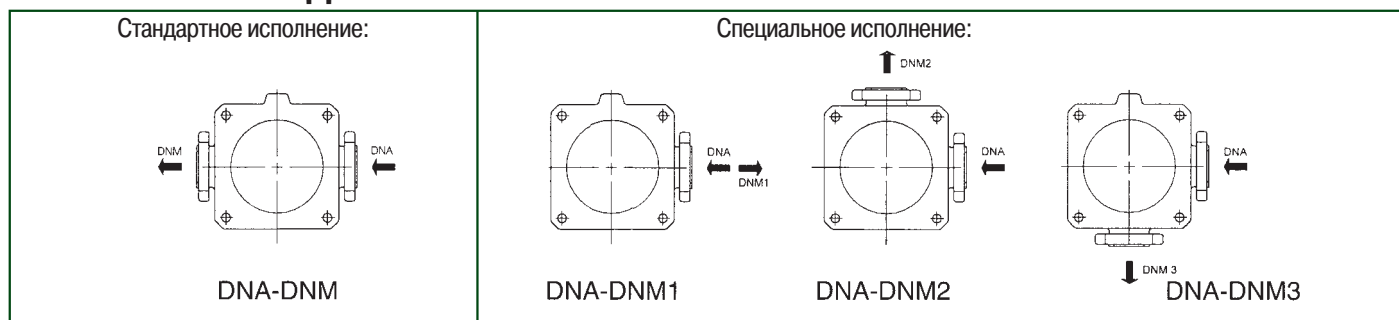 Стандартное исполнение:
Специальное исполнение:
DNM
DNA
DNA
DNM1
DNM2
DNA
DNA
DNM 3
DNA-DNM
DNA-DNM1
DNA-DNM2
DNA-DNM3